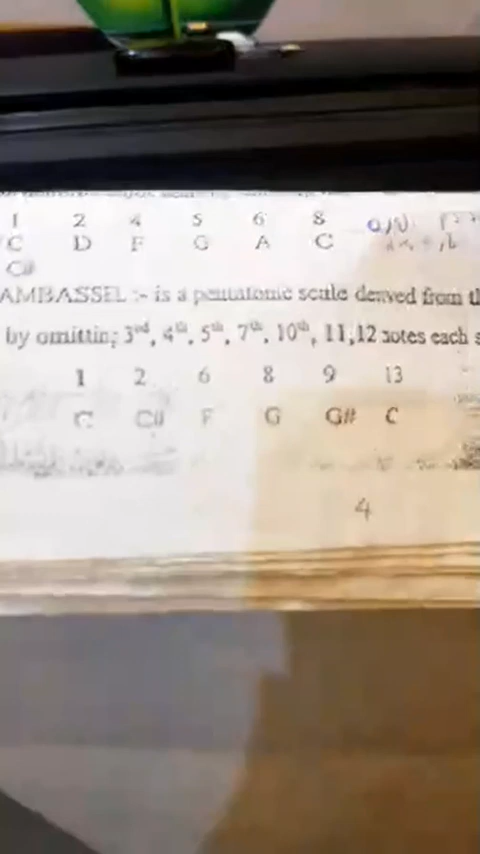 1 2 4 5 6 8
C D F G A C
C#
AMBASSEL :- is a pentatonic scale derived from
by omitting 3rd, 4th, 5th, 7th, 10th, 11,12 notes each
1 2 6 8 9 13
C C# F G G# C
4